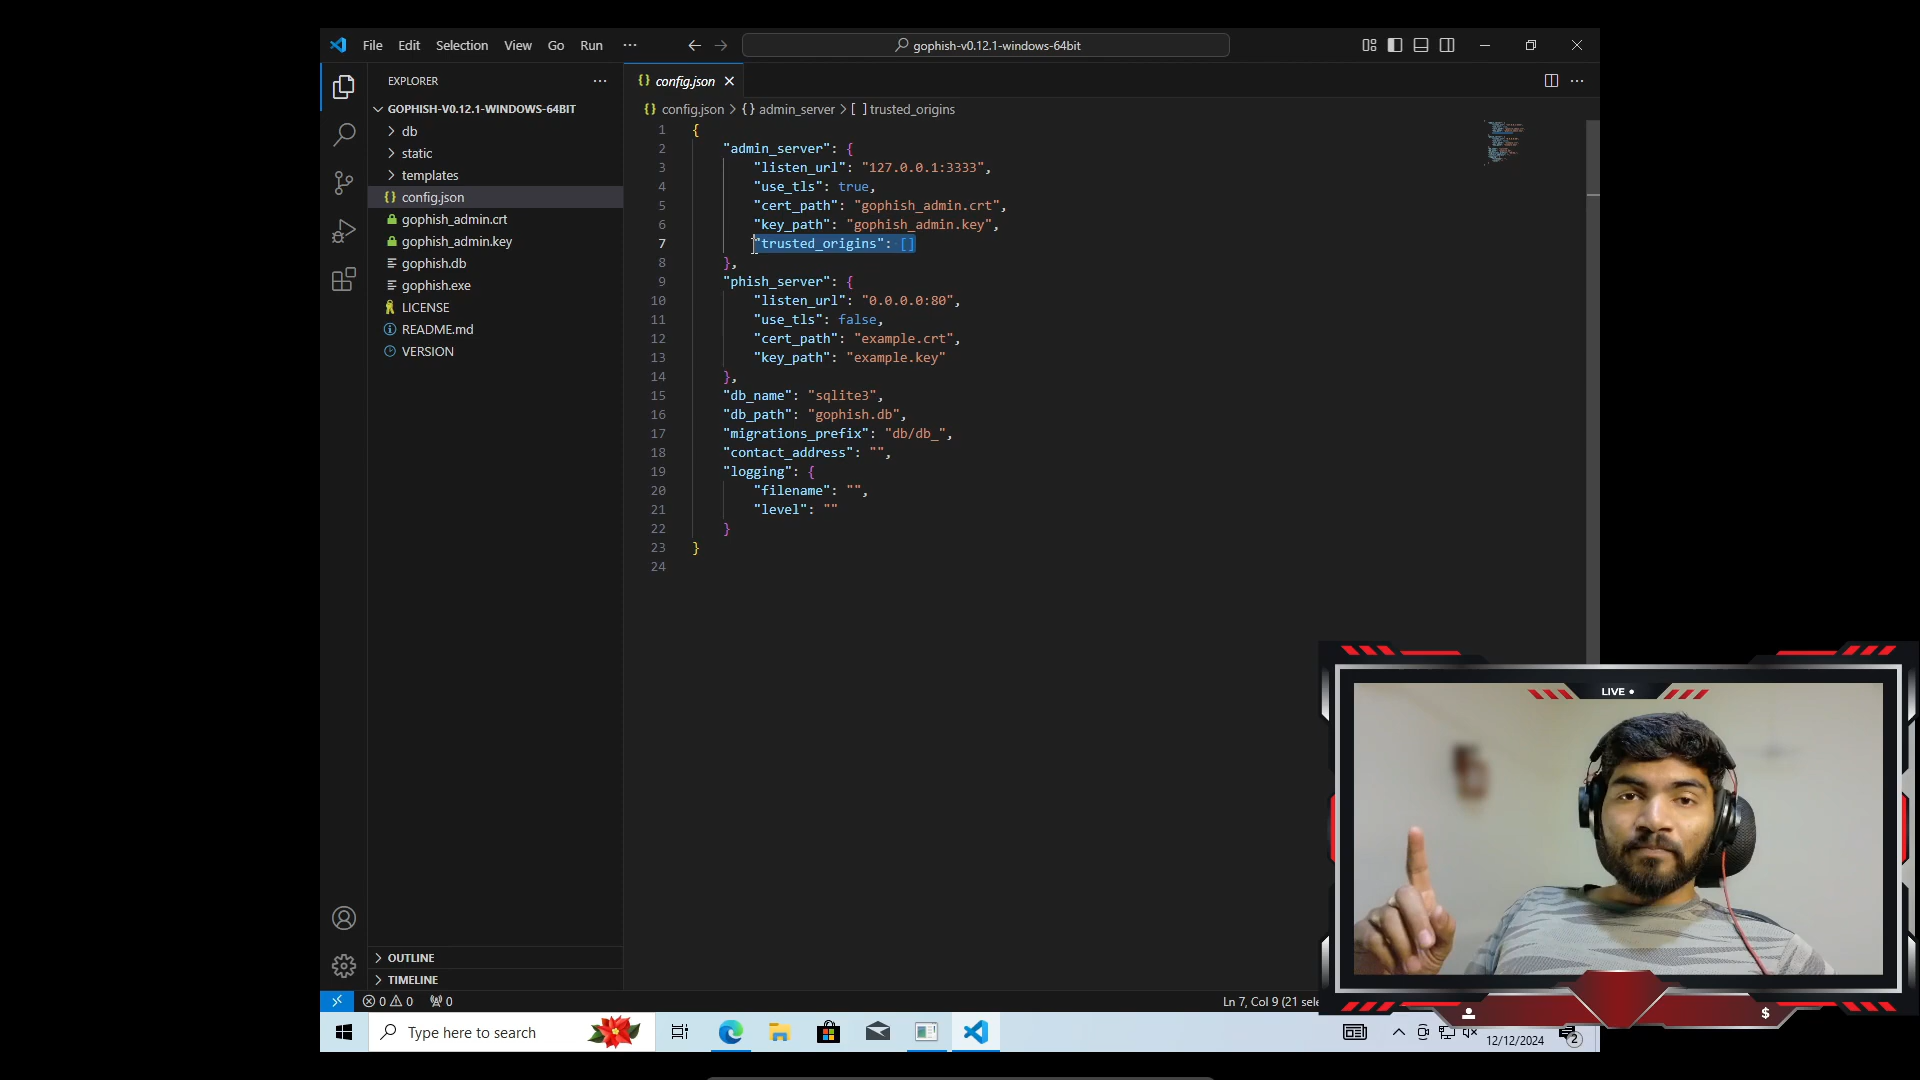 File Edit Selection View Go Run ··· gophish-v0.12.1-windows-64bit
EXPLORER
GOPHISH-V0.12.1-WINDOWS-64BIT
db
static
templates
config.json
gophish_admin.crt
gophish_admin.key
gophish.db
gophish.exe
LICENSE
README.md
VERSION
OUTLINE
TIMELINE
config.json
config.json > {} admin_server > [ ] trusted_origins
1 {
2 "admin_server": {
3 "listen_url": "127.0.0.1:3333",
4 "use_tls": true,
5 "cert_path": "gophish_admin.crt",
6 "key_path": "gophish_admin.key",
7 "trusted_origins": []
8 },
9 "phish_server": {
10 "listen_url": "0.0.0.0:80",
11 "use_tls": false,
12 "cert_path": "example.crt",
13 "key_path": "example.key"
14 },
15 "db_name": "sqlite3",
16 "db_path": "gophish.db",
17 "migrations_prefix": "db/db_",
18 "contact_address": "",
19 "logging": {
20 "filename": "",
21 "level": ""
22 }
23 }
24
LIVE
0 0 0 Ln 7, Col 9 (21 sele
$
Type here to search
12/12/2024 2